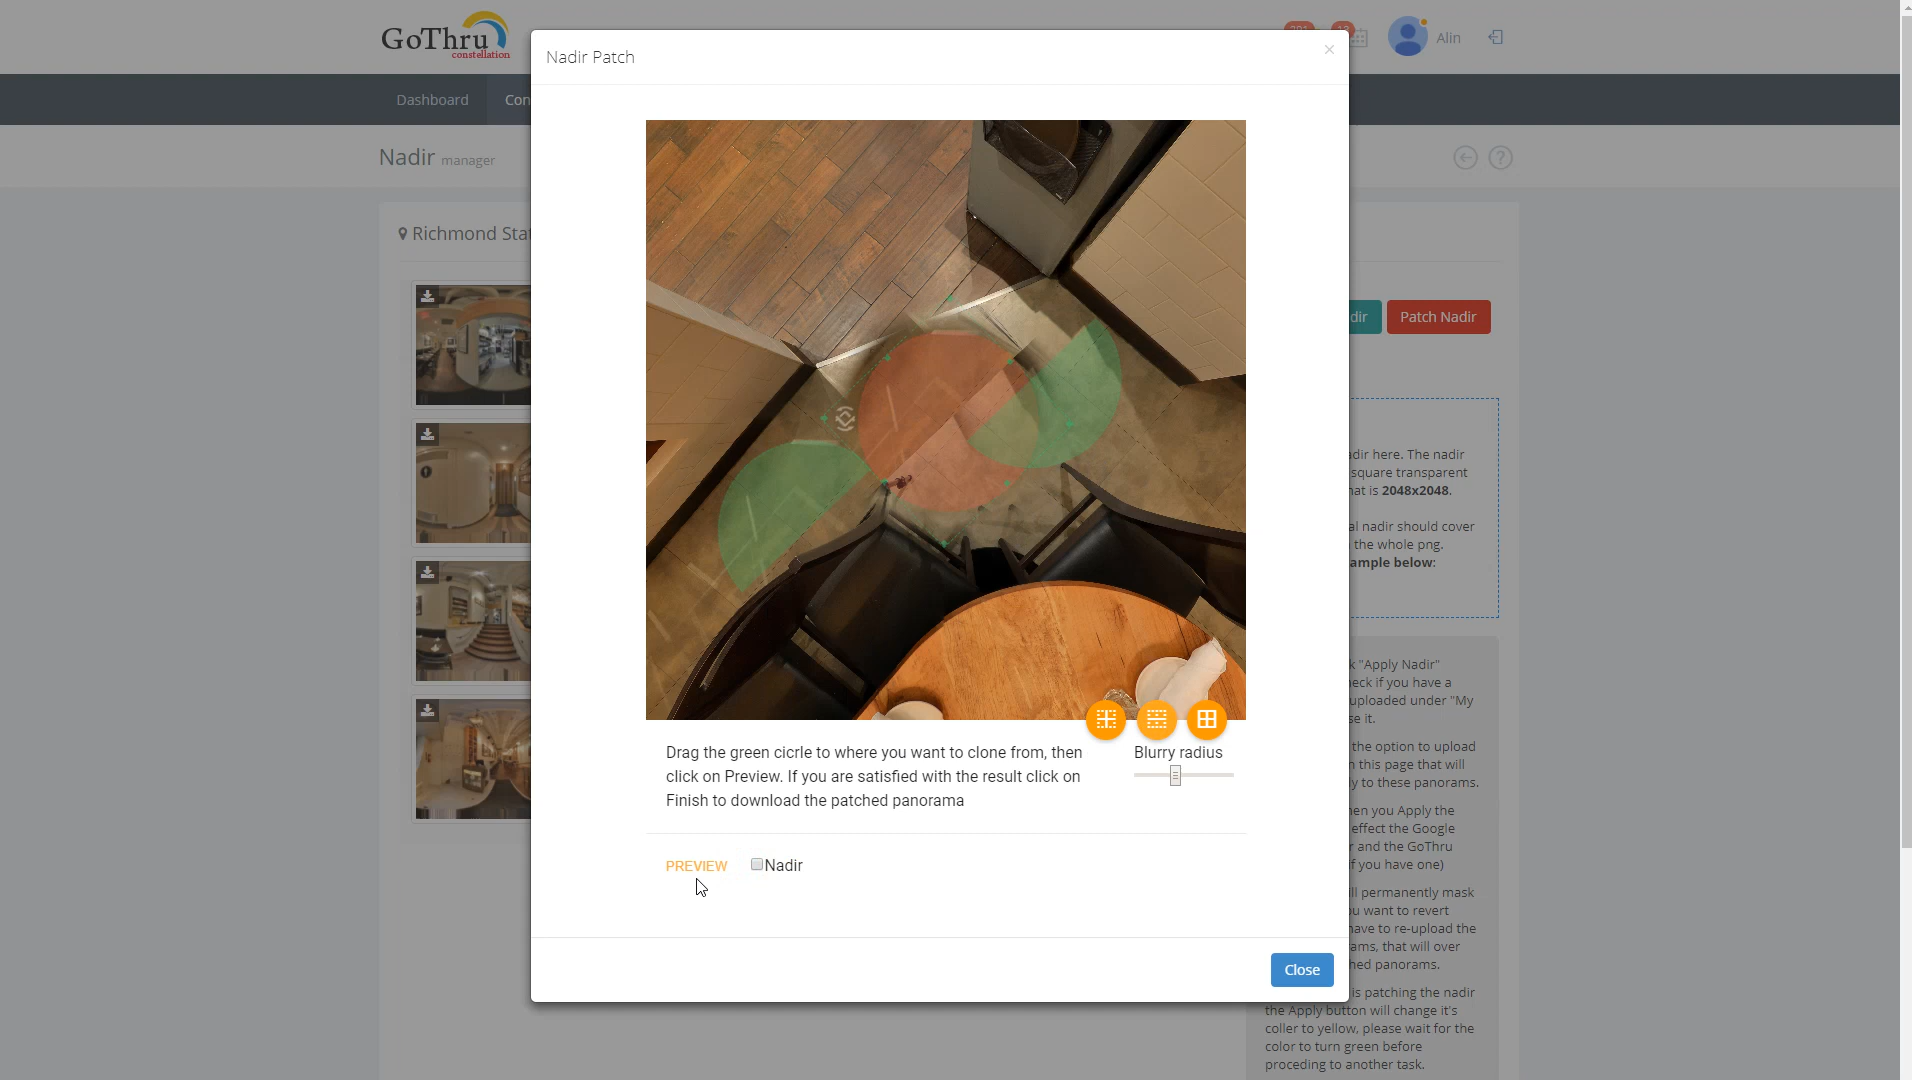 GoThru
constellation
Alin
Dashboard
Nadir manager
Richmond
Nadir Patch
×
Patch Nadir
Drag the green cicrle to where you want to clone from, then
click on Preview. If you are satisfied with the result click on
Finish to download the patched panorama
Blurry radius
PREVIEW
Nadir
Close
dir here. The nadir
square transparent
at is 2048x2048.
al nadir should cover
the whole png.
ample below:
"Apply Nadir"
eck if you have a
uploaded under "My
se it.
the option to upload
this page that will
ly to these panorams.
en you Apply the
effect the Google
r and the GoThru
if you have one)
ll permanently mask
ou want to revert
have to re-upload the
ams, that will over
hed panorams.
is patching the nadir
the Apply button will change it's
coller to yellow, please wait for the
color to turn green before
proceding to another task.